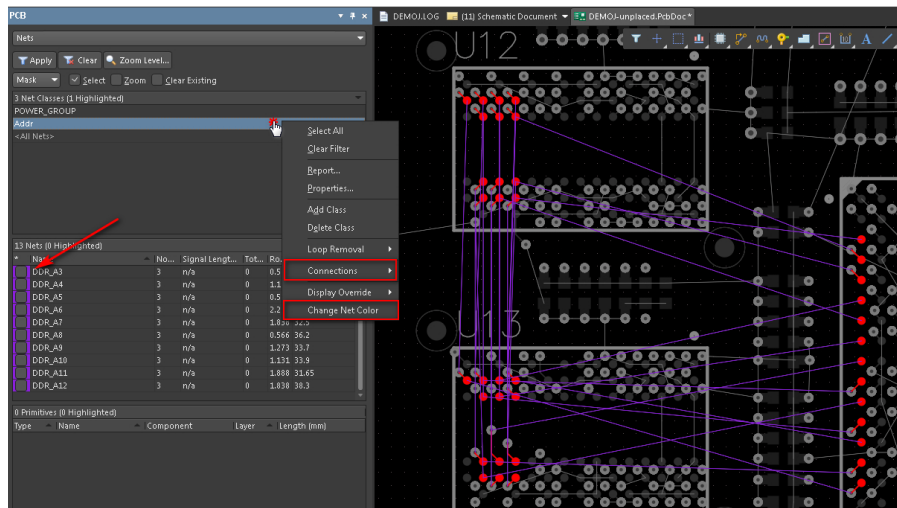 PCB
DEMOJ.LOG (11) Schematic Document DEMOJ-unplaced.PcbDoc *
Nets
Apply Clear Zoom Level...
Mask Select Zoom Clear Existing
3 Net Classes (1 Highlighted)
POWER_GROUP
Addr
<All Nets>
Select All
Clear Filter
Report...
Properties...
Add Class
Delete Class
Loop Removal
Connections
Display Override
Change Net Color
13 Nets (0 Highlighted)
* No... Signal Lengt... Tot... Ro...
DDR_A3 3 n/a 0 0.5
DDR_A4 3 n/a 0 1.1
DDR_A5 3 n/a 0 0.5
DDR_A6 3 n/a 0 2.2
DDR_A7 3 n/a 0 1.838 32.5
DDR_A8 3 n/a 0 0.566 36.2
DDR_A9 3 n/a 0 1.273 33.7
DDR_A10 3 n/a 0 1.131 33.9
DDR_A11 3 n/a 0 1.888 31.65
DDR_A12 3 n/a 0 1.838 38.3
0 Primitives (0 Highlighted)
Type Name Component Layer Length (mm)
U12
U13